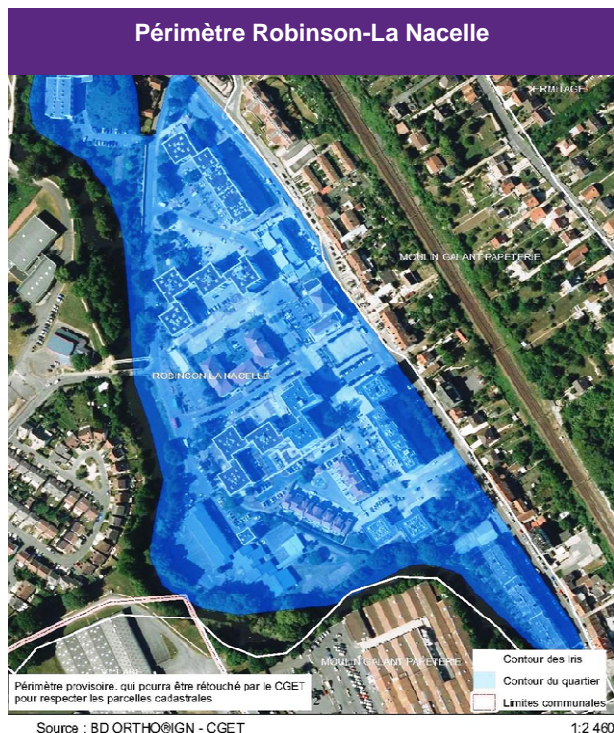 Périmètre Robinson-La Nacelle
ERMITAGE
MOULIN GALANT PAPETERIE
ROBINSON-LA NACELLE
MOULIN GALANT PAPETERIE
Contour des Iris
Contour du quartier
Limites communales
Périmètre provisoire, qui pourra être rétouché par le CGET
pour respecter les parcelles cadastrales
Source : BD ORTHO®IGN - CGET
1:2 460